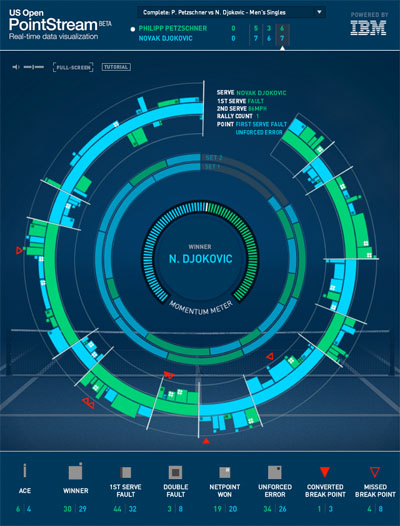 US Open
PointStream BETA
Real-time data visualization
Complete: P. Petzschner vs N. Djokovic - Men's Singles
PHILIPP PETZSCHNER 0 5 3 6
NOVAK DJOKOVIC 0 7 6 7
POWERED BY
IBM
FULL-SCREEN
TUTORIAL
SERVE NOVAK DJOKOVIC
1ST SERVE FAULT
2ND SERVE 86MPH
RALLY COUNT 1
POINT FIRST SERVE FAULT
UNFORCED ERROR
SET 2
SET 1
WINNER
N. DJOKOVIC
MOMENTUM METER
ACE
WINNER
1ST SERVE FAULT
DOUBLE FAULT
NETPOINT WON
UNFORCED ERROR
CONVERTED BREAK POINT
MISSED BREAK POINT
6 | 4
30 | 29
44 | 32
3 | 8
19 | 20
34 | 26
1 | 3
4 | 8